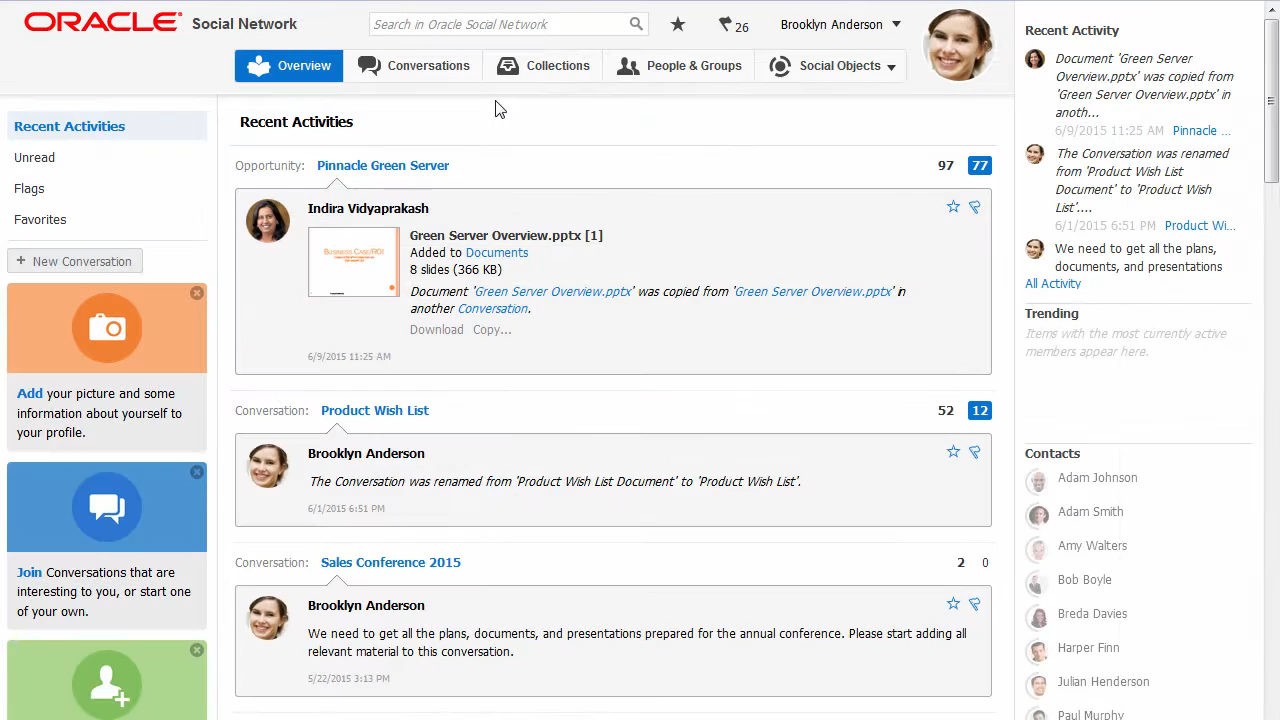 ORACLE Social Network
Search in Oracle Social Network
26
Brooklyn Anderson
Overview
Conversations
Collections
People & Groups
Social Objects
Recent Activities
Unread
Flags
Favorites
+ New Conversation
Add your picture and some
information about yourself to
your profile.
Join Conversations that are
interesting to you, or start one
of your own.
Recent Activities
Opportunity: Pinnacle Green Server 97 77
Indira Vidyaprakash
BUSINESS CASE/ROI
Green Server Overview.pptx [1]
Added to Documents
8 slides (366 KB)
Document 'Green Server Overview.pptx' was copied from 'Green Server Overview.pptx' in
another Conversation.
Download Copy...
6/9/2015 11:25 AM
Conversation: Product Wish List 52 12
Brooklyn Anderson
The Conversation was renamed from 'Product Wish List Document' to 'Product Wish List'.
6/1/2015 6:51 PM
Conversation: Sales Conference 2015 2 0
Brooklyn Anderson
We need to get all the plans, documents, and presentations prepared for the annual conference. Please start adding all
relevant material to this conversation.
5/22/2015 3:13 PM
Recent Activity
Document 'Green Server
Overview.pptx' was copied from
'Green Server Overview.pptx' in
anoth...
6/9/2015 11:25 AM Pinnacle ...
The Conversation was renamed
from 'Product Wish List
Document' to 'Product Wish
List'....
6/1/2015 6:51 PM Product Wi...
We need to get all the plans,
documents, and presentations
All Activity
Trending
Items with the most currently active
members appear here.
Contacts
Adam Johnson
Adam Smith
Amy Walters
Bob Boyle
Breda Davies
Harper Finn
Julian Henderson
Paul Murphy